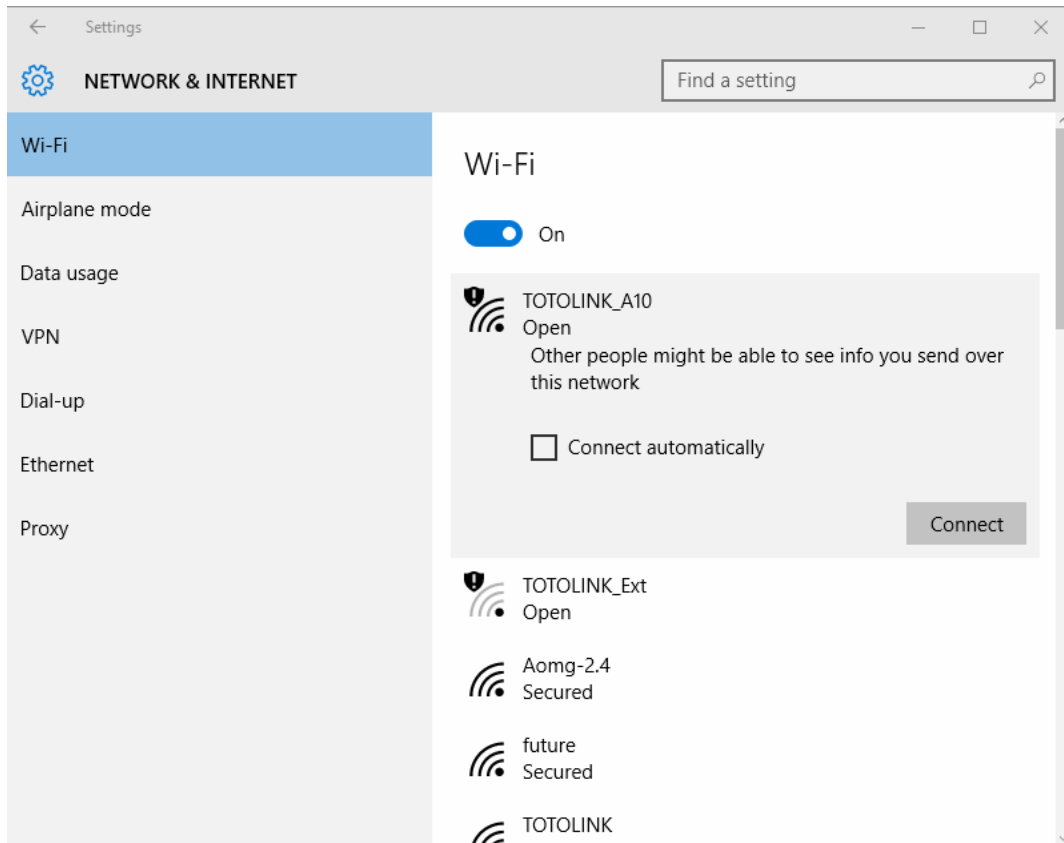 Settings
NETWORK & INTERNET
Find a setting
Wi-Fi
Airplane mode
Data usage
VPN
Dial-up
Ethernet
Proxy
Wi-Fi
On
TOTOLINK_A10
Open
Other people might be able to see info you send over
this network
Connect automatically
Connect
TOTOLINK_Ext
Open
Aomg-2.4
Secured
future
Secured
TOTOLINK